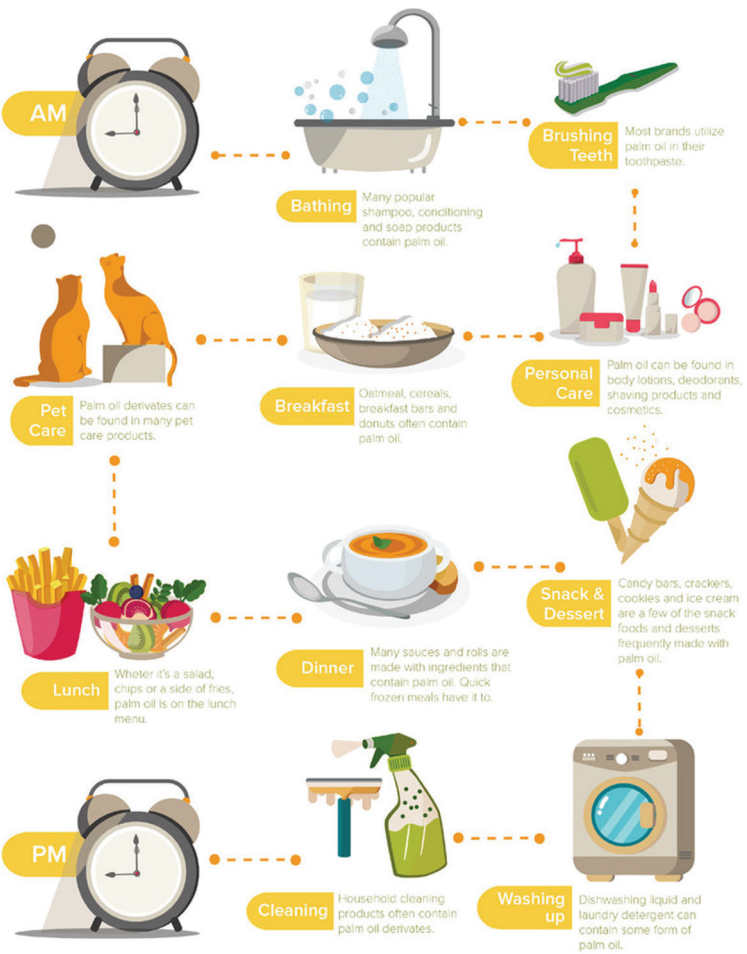 AM
Bathing
Many popular
shampoo, conditioning
and soap products
contain palm oil.
Brushing
Teeth
Most brands utilize
palm oil in their
toothpaste.
Personal
Care
Palm oil can be found in
body lotions, deodorants,
shaving products and
cosmetics.
Breakfast
Oatmeal, cereals,
breakfast bars and
donuts often contain
palm oil.
Pet
Care
Palm oil derivates can
be found in many pet
care products.
Lunch
Wheter it's a salad,
chips or a side of fries,
palm oil is on the lunch
menu.
Dinner
Many sauces and rolls are
made with ingredients that
contain palm oil. Quick
frozen meals have it to.
Snack &
Dessert
Candy bars, crackers,
cookies and ice cream
are a few of the snack
foods and desserts
frequently made with
palm oil.
Washing
up
Dishwashing liquid and
laundry detergent can
contain some form of
palm oil.
Cleaning
Household cleaning
products often contain
palm oil derivates.
PM